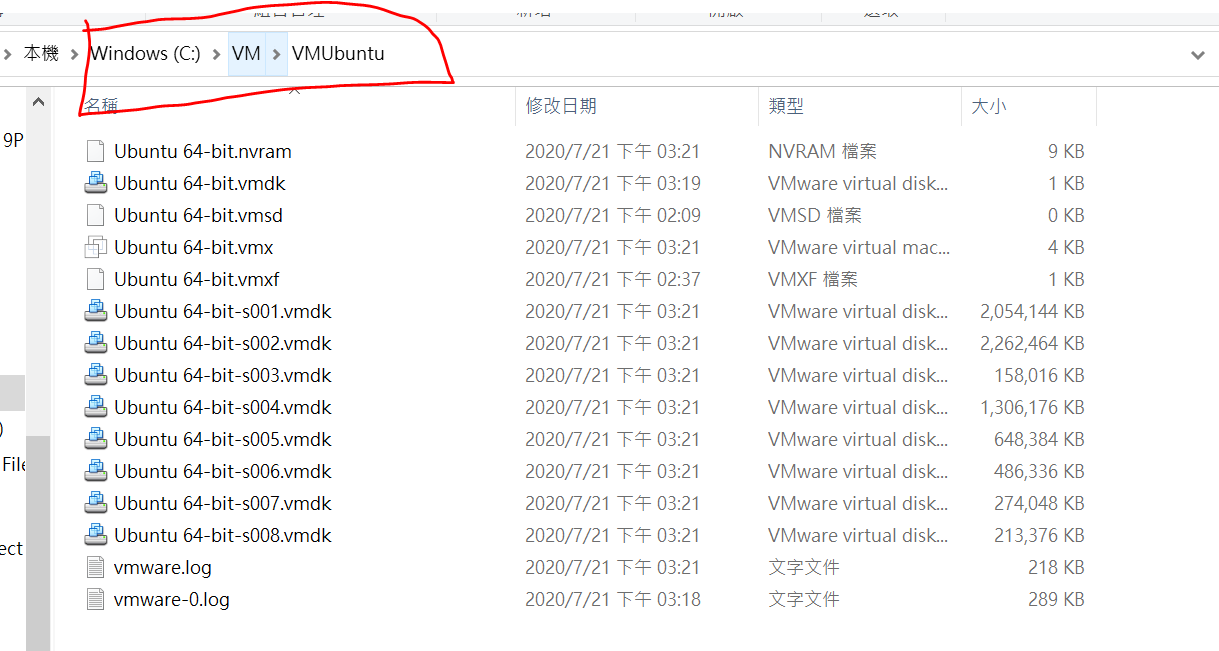 本機 > Windows (C:) > VM > VMUbuntu
名稱 修改日期 類型 大小
9P
Ubuntu 64-bit.nvram 2020/7/21 下午 03:21 NVRAM 檔案 9 KB
Ubuntu 64-bit.vmdk 2020/7/21 下午 03:19 VMware virtual disk... 1 KB
Ubuntu 64-bit.vmsd 2020/7/21 下午 02:09 VMSD 檔案 0 KB
Ubuntu 64-bit.vmx 2020/7/21 下午 03:21 VMware virtual mac... 4 KB
Ubuntu 64-bit.vmxf 2020/7/21 下午 02:37 VMXF 檔案 1 KB
Ubuntu 64-bit-s001.vmdk 2020/7/21 下午 03:21 VMware virtual disk... 2,054,144 KB
Ubuntu 64-bit-s002.vmdk 2020/7/21 下午 03:21 VMware virtual disk... 2,262,464 KB
Ubuntu 64-bit-s003.vmdk 2020/7/21 下午 03:21 VMware virtual disk... 158,016 KB
Ubuntu 64-bit-s004.vmdk 2020/7/21 下午 03:21 VMware virtual disk... 1,306,176 KB
)
Ubuntu 64-bit-s005.vmdk 2020/7/21 下午 03:21 VMware virtual disk... 648,384 KB
File
Ubuntu 64-bit-s006.vmdk 2020/7/21 下午 03:21 VMware virtual disk... 486,336 KB
Ubuntu 64-bit-s007.vmdk 2020/7/21 下午 03:21 VMware virtual disk... 274,048 KB
ect
Ubuntu 64-bit-s008.vmdk 2020/7/21 下午 03:21 VMware virtual disk... 213,376 KB
vmware.log 2020/7/21 下午 03:21 文字文件 218 KB
vmware-0.log 2020/7/21 下午 03:18 文字文件 289 KB